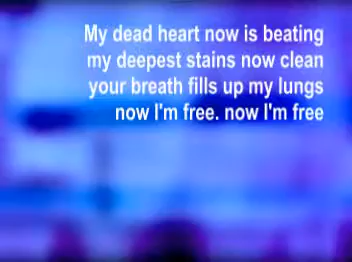 My dead heart now is beating
my deepest stains now clean
your breath fills up my lungs
now I'm free. now I'm free